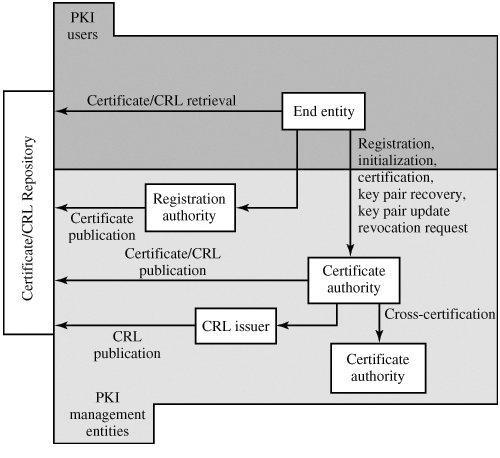 PKI
users
Certificate/CRL retrieval
End entity
Certificate/CRL Repository
Registration,
initialization,
certification,
key pair recovery,
key pair update
revocation request
Registration
authority
Certificate
publication
Certificate/CRL
publication
Certificate
authority
CRL issuer
Cross-certification
CRL
publication
Certificate
authority
PKI
management
entities